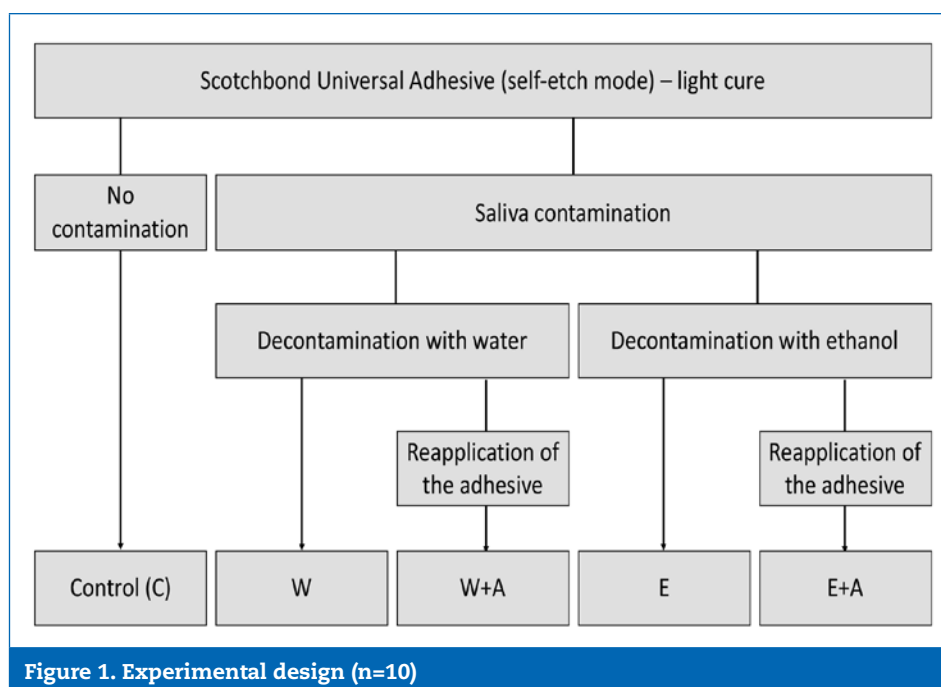 Scotchbond Universal Adhesive (self-etch mode) – light cure
No
contamination
Saliva contamination
Decontamination with water
Decontamination with ethanol
Reapplication of
the adhesive
Reapplication of
the adhesive
Control (C)
W
W+A
E
E+A
Figure 1. Experimental design (n=10)